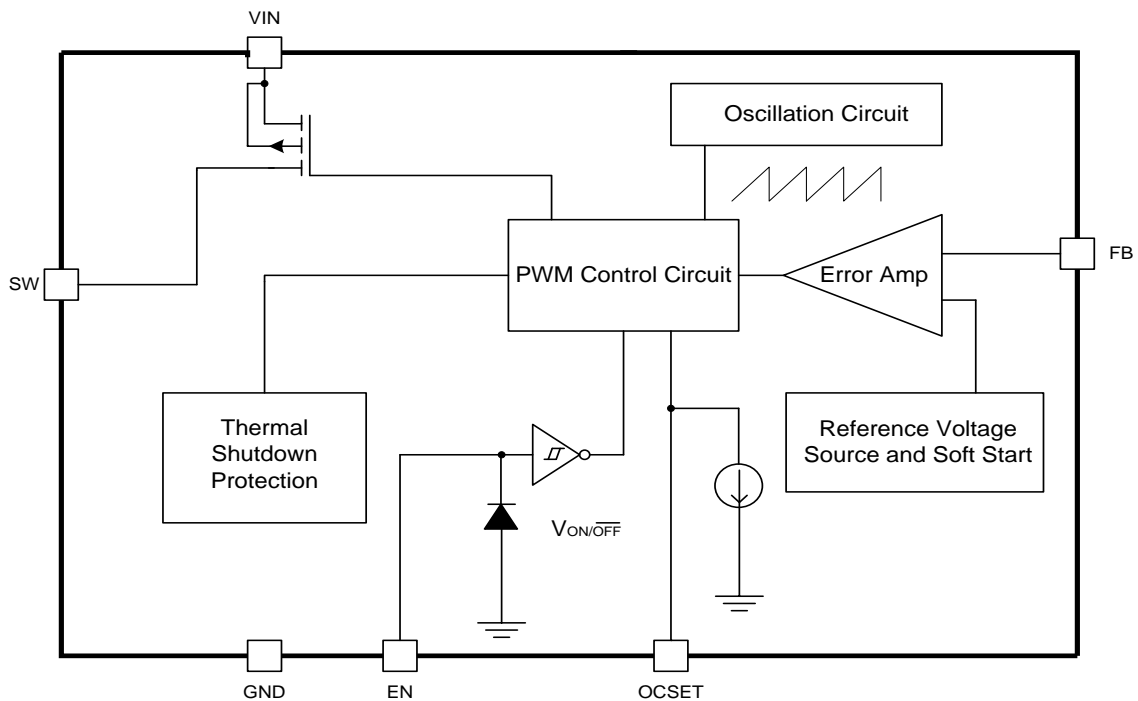 VIN
Oscillation Circuit
SW
PWM Control Circuit
Error Amp
FB
Thermal
Shutdown
Protection
Reference Voltage
Source and Soft Start
VON/OFF
GND
EN
OCSET